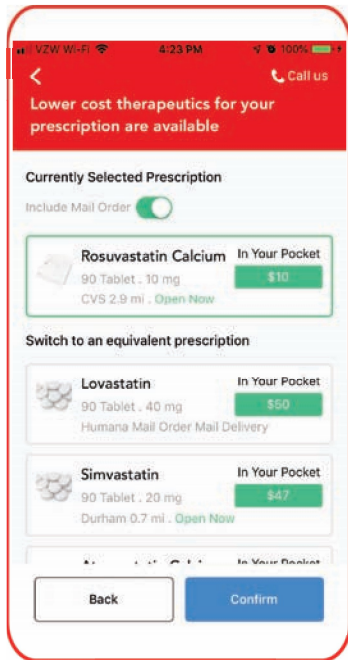 VZW Wi-Fi 4:23 PM 100%
Call us
Lower cost therapeutics for your
prescription are available
Currently Selected Prescription
Include Mail Order
Rosuvastatin Calcium In Your Pocket
90 Tablet . 10 mg $10
CVS 2.9 mi . Open Now
Switch to an equivalent prescription
Lovastatin In Your Pocket
90 Tablet . 40 mg $50
Humana Mail Order Mail Delivery
Simvastatin In Your Pocket
90 Tablet . 20 mg $47
Durham 0.7 mi . Open Now
In Your Pocket
Back Confirm